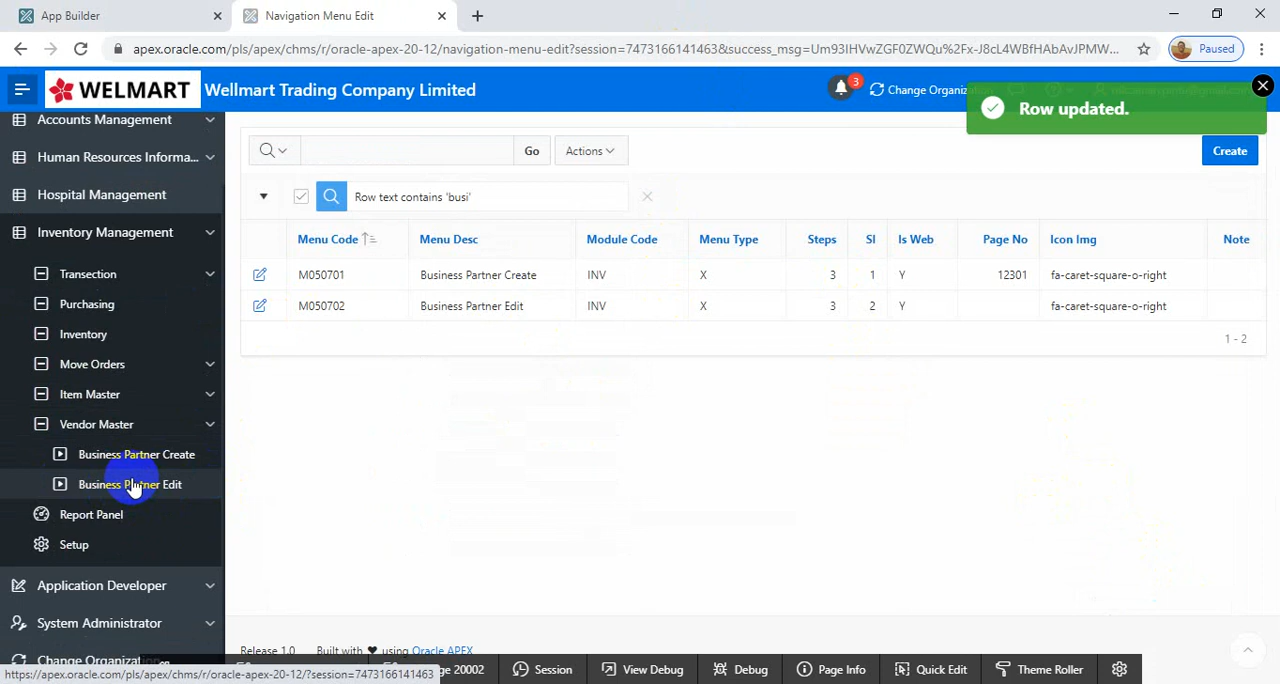 App Builder
Navigation Menu Edit
apex.oracle.com/pls/apex/chms/r/oracle-apex-20-12/navigation-menu-edit?session=7473166141463&success_msg=Um93IHVwZGF0ZWQu%2Fx-J8cL4WBfHAbAvJPMW...
Paused
WELMART
Wellmart Trading Company Limited
3
Change Organiz
Row updated.
Accounts Management
Human Resources Informa...
Hospital Management
Inventory Management
Transection
Purchasing
Inventory
Move Orders
Item Master
Vendor Master
Business Partner Create
Business Partner Edit
Report Panel
Setup
Application Developer
System Administrator
Change Organizatio
Go
Actions
Create
Row text contains 'busi'
Menu Code Menu Desc Module Code Menu Type Steps Sl Is Web Page No Icon Img Note
M050701 Business Partner Create INV X 3 1 Y 12301 fa-caret-square-o-right
M050702 Business Partner Edit INV X 3 2 Y fa-caret-square-o-right
1 - 2
Release 1.0 Built with ❤ using Oracle APEX
ge 20002 Session View Debug Debug Page Info Quick Edit Theme Roller
https://apex.oracle.com/pls/apex/chms/r/oracle-apex-20-12/?session=7473166141463